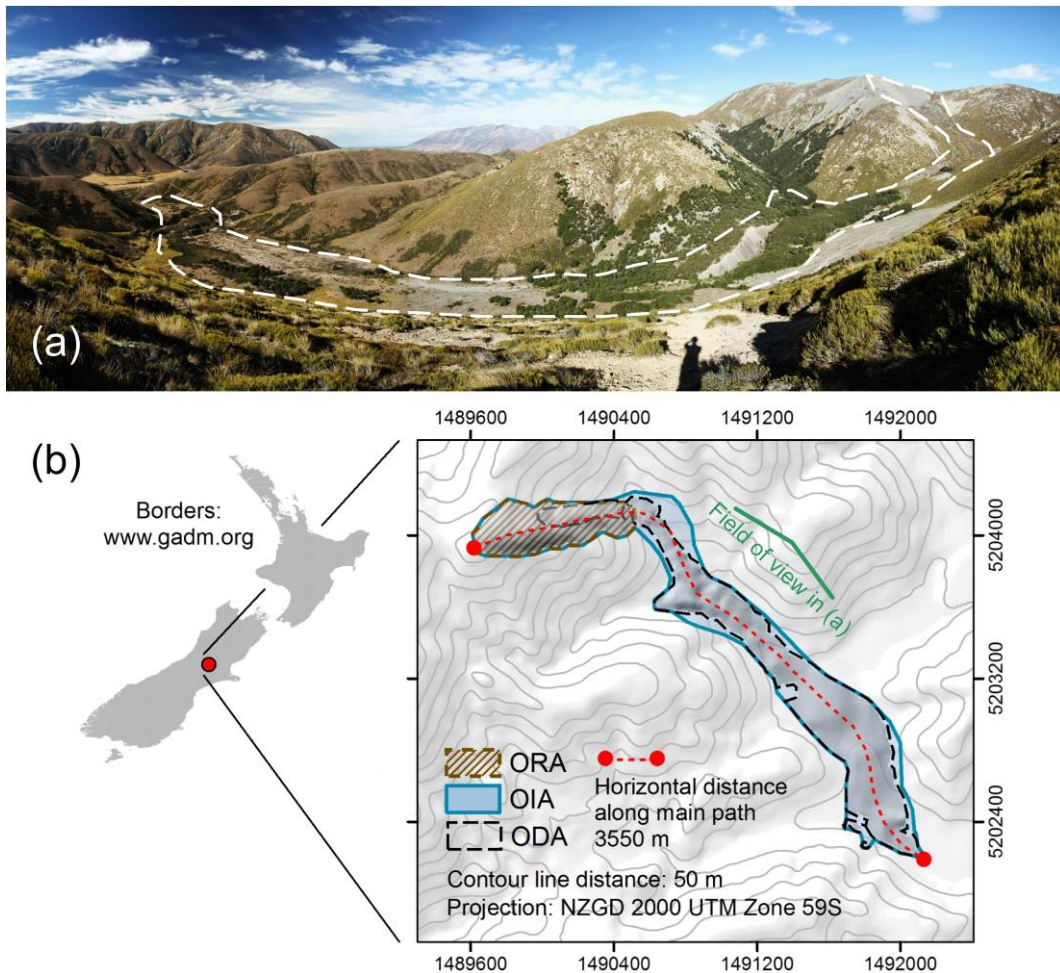 (a)
(b)
Borders:
www.gadm.org
1489600 1490400 1491200 1492000
5204000
5203200
5202400
Field of view in (a)
ORA
OIA
ODA
Horizontal distance
along main path
3550 m
Contour line distance: 50 m
Projection: NZGD 2000 UTM Zone 59S
1489600 1490400 1491200 1492000